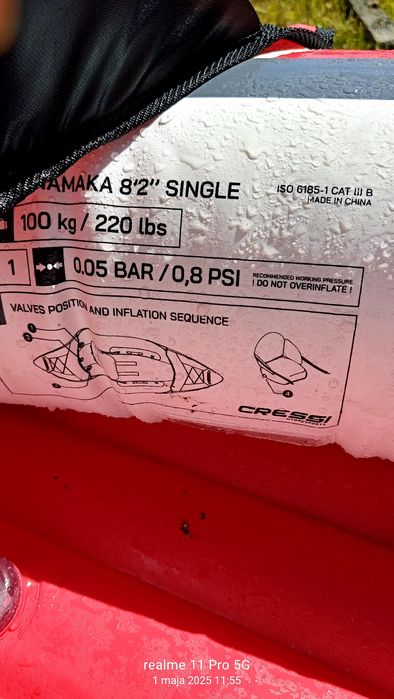 AMAKA 8'2'' SINGLE
ISO 6185-1 CAT III B
MADE IN CHINA
100 kg / 220 lbs
1
0.05 BAR / 0,8 PSI
RECOMMENDED WORKING PRESSURE
! DO NOT OVERINFLATE !
VALVES POSITION AND INFLATION SEQUENCE
CRESSI
realme 11 Pro 5G
1 maja 2025 11:55